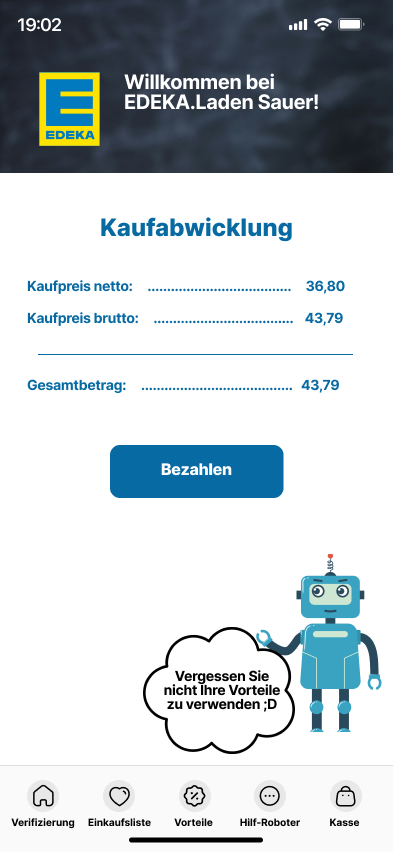 19:02
Willkommen bei
EDEKA.Laden Sauer!
E
EDEKA
Kaufabwicklung
Kaufpreis netto: ..................................... 36,80
Kaufpreis brutto: .................................... 43,79
Gesamtbetrag: ....................................... 43,79
Bezahlen
Vergessen Sie
nicht Ihre Vorteile
zu verwenden ;D
Verifizierung Einkaufsliste Vorteile Hilf-Roboter Kasse